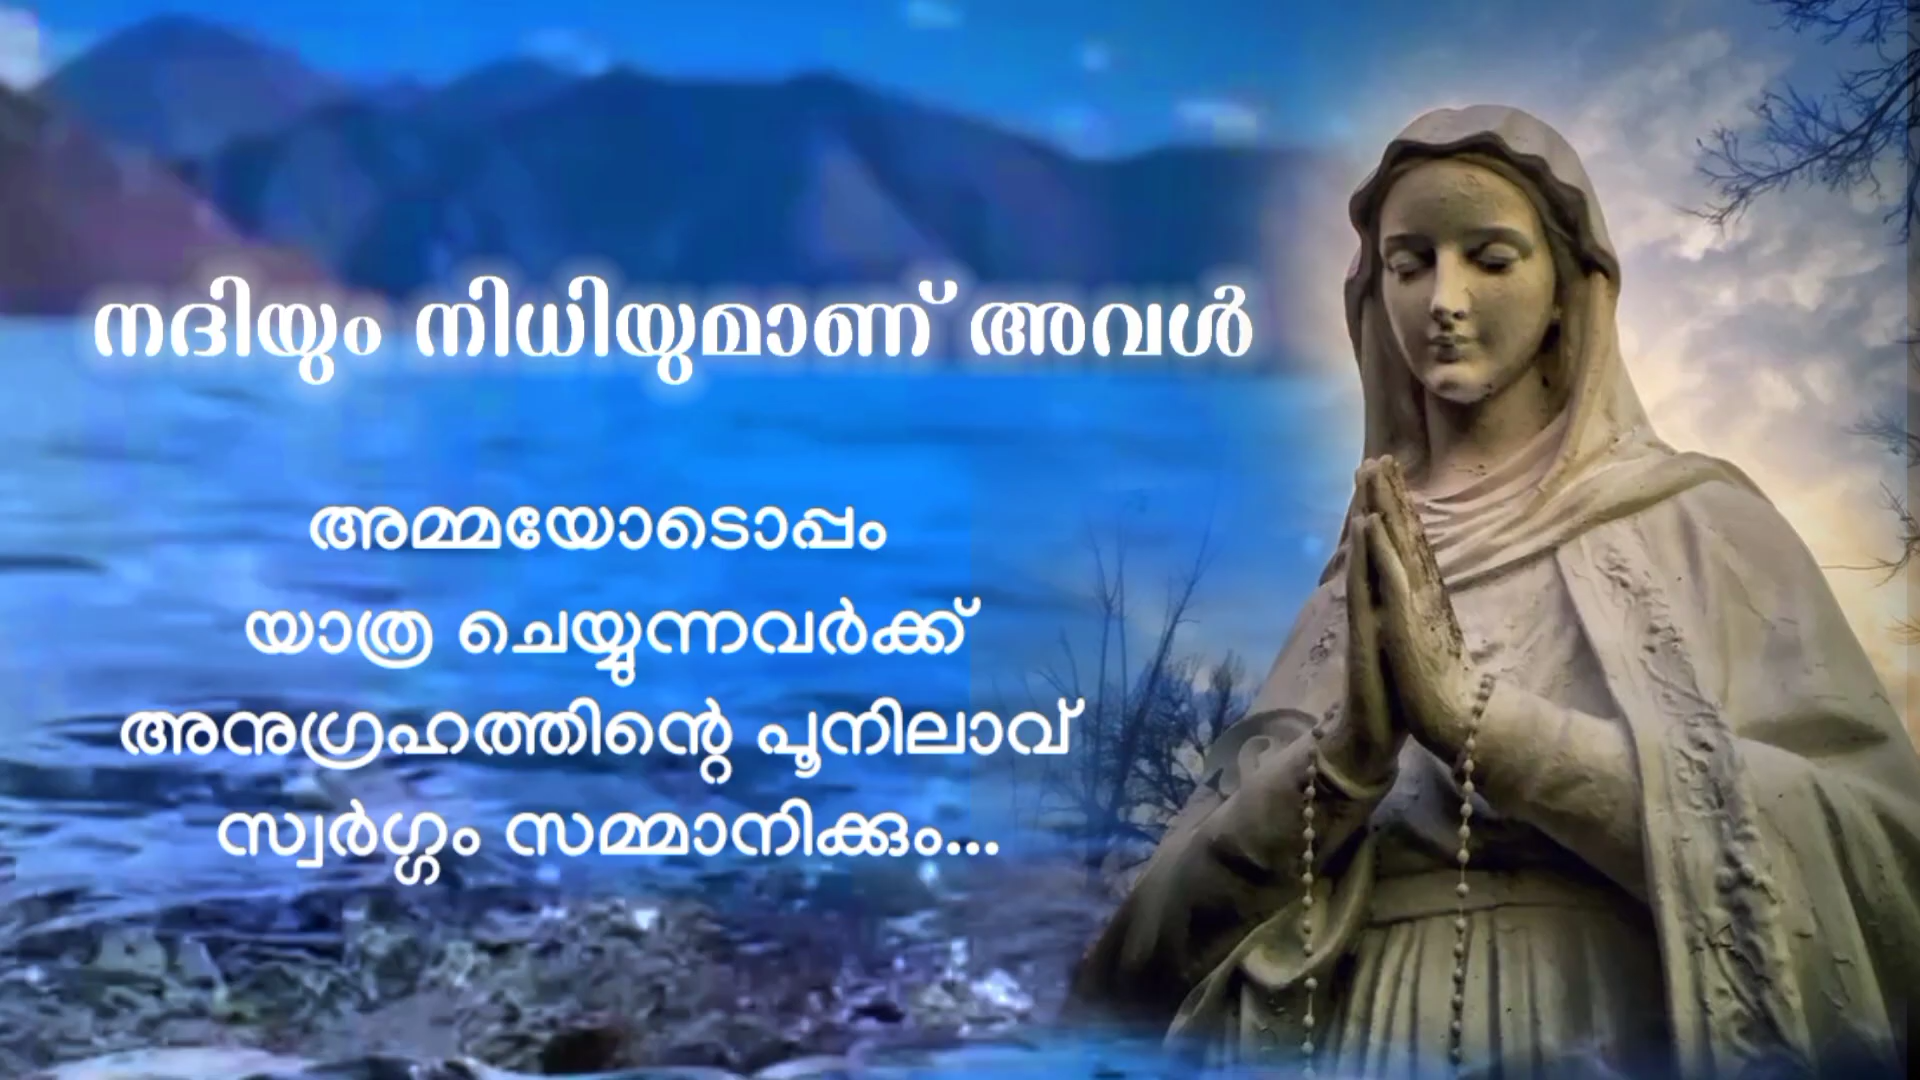 നദിയും നിധിയുമാണ് അവൾ
അമ്മയോടൊപ്പം
യാത്ര ചെയ്യുന്നവർക്ക്
അനുഗ്രഹത്തിന്റെ പൂനിലാവ്
സ്വർഗ്ഗം സമ്മാനിക്കും...